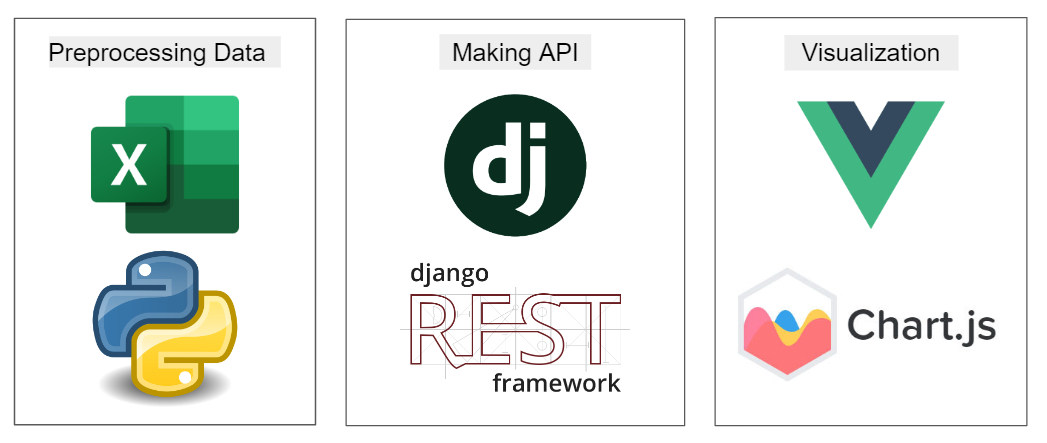 Preprocessing Data
X
Making API
dj
django
REST
framework
Visualization
Chart.js